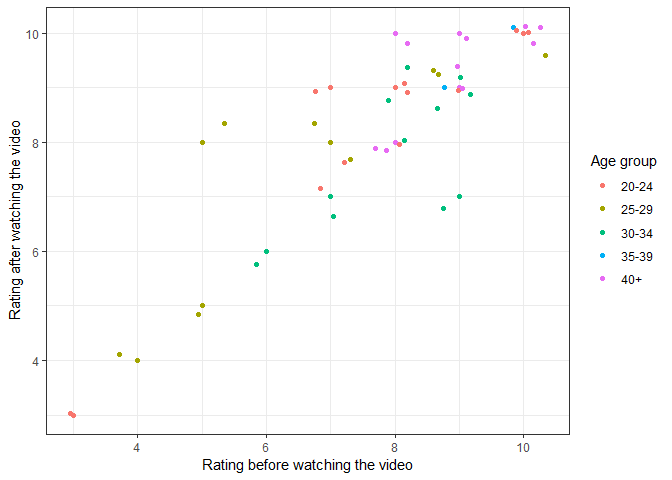 10
8
6
4
Rating after watching the video
4 6 8 10
Rating before watching the video
Age group
20-24
25-29
30-34
35-39
40+